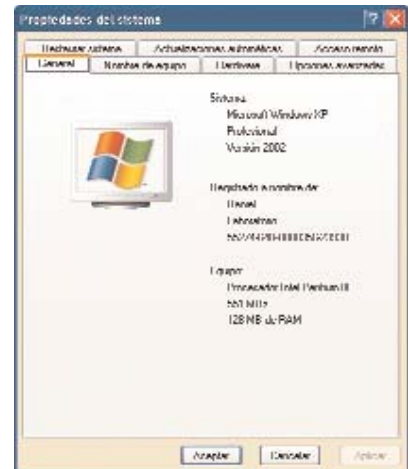 Propiedades del sistema
Restaurar sistema Actualizaciones automáticas Acceso remoto
General Nombre de equipo Hardware Opciones avanzadas
Sistema:
Microsoft Windows XP
Profesional
Versión 2002
Registrado a nombre de:
Daniel
Laboratorio
Equipo:
Procesador Intel Pentium III
551 MHz
128 MB de RAM
Aceptar Cancelar Aplicar